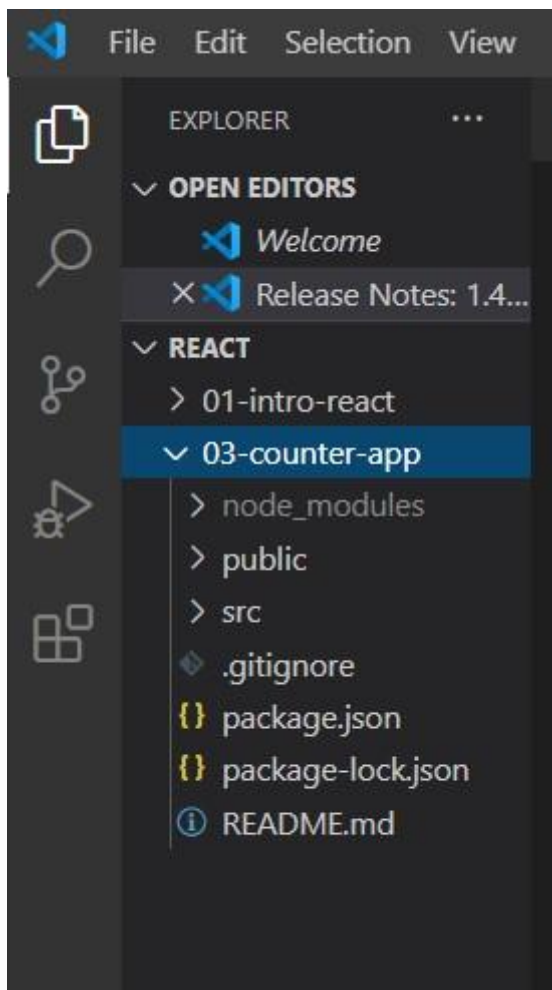 File Edit Selection View
EXPLORER ...
OPEN EDITORS
Welcome
Release Notes: 1.4...
REACT
01-intro-react
03-counter-app
node_modules
public
src
.gitignore
{} package.json
{} package-lock.json
README.md